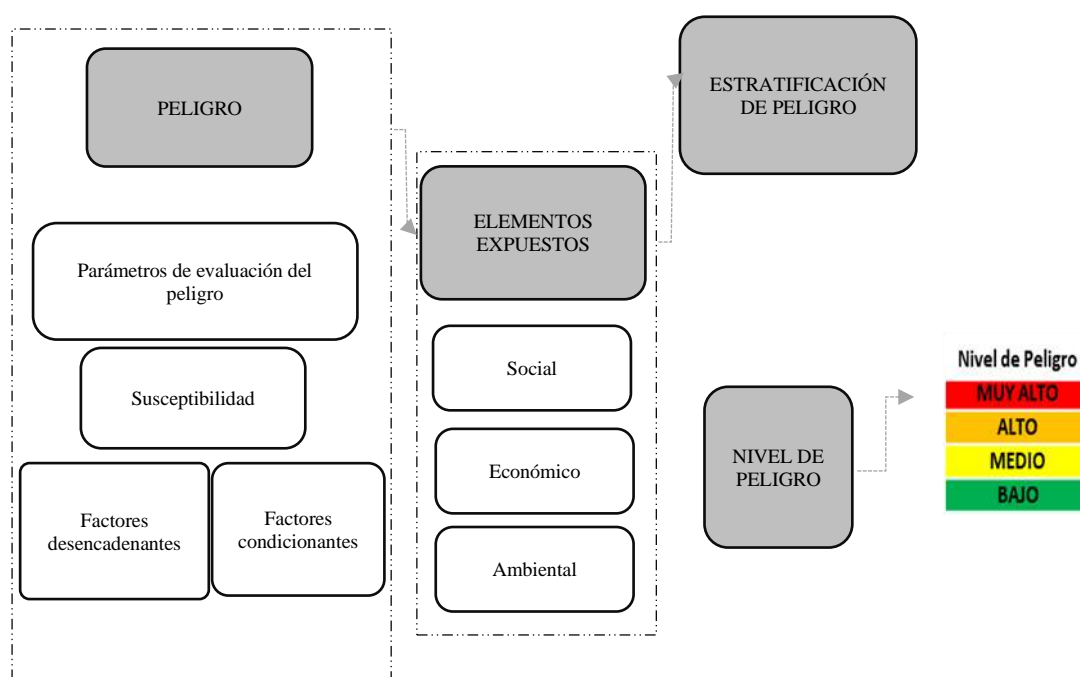 PELIGRO
Parámetros de evaluación del
peligro
Susceptibilidad
Factores
desencadenantes
Factores
condicionantes
ELEMENTOS
EXPUESTOS
Social
Económico
Ambiental
ESTRATIFICACIÓN
DE PELIGRO
NIVEL DE
PELIGRO
Nivel de Peligro
MUY ALTO
ALTO
MEDIO
BAJO